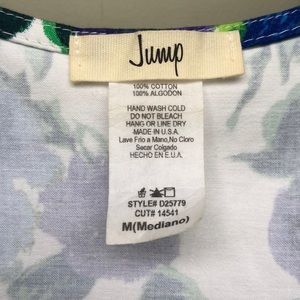 Jump
100% COTTON
100% ALGODON
HAND WASH COLD
DO NOT BLEACH
HANG OR LINE DRY
MADE IN U.S.A.
Lave Frio a Mano,No Cloro
Secar Colgado
HECHO EN E.U.A.
STYLE# D25779
CUT# 14541
M(Mediano)